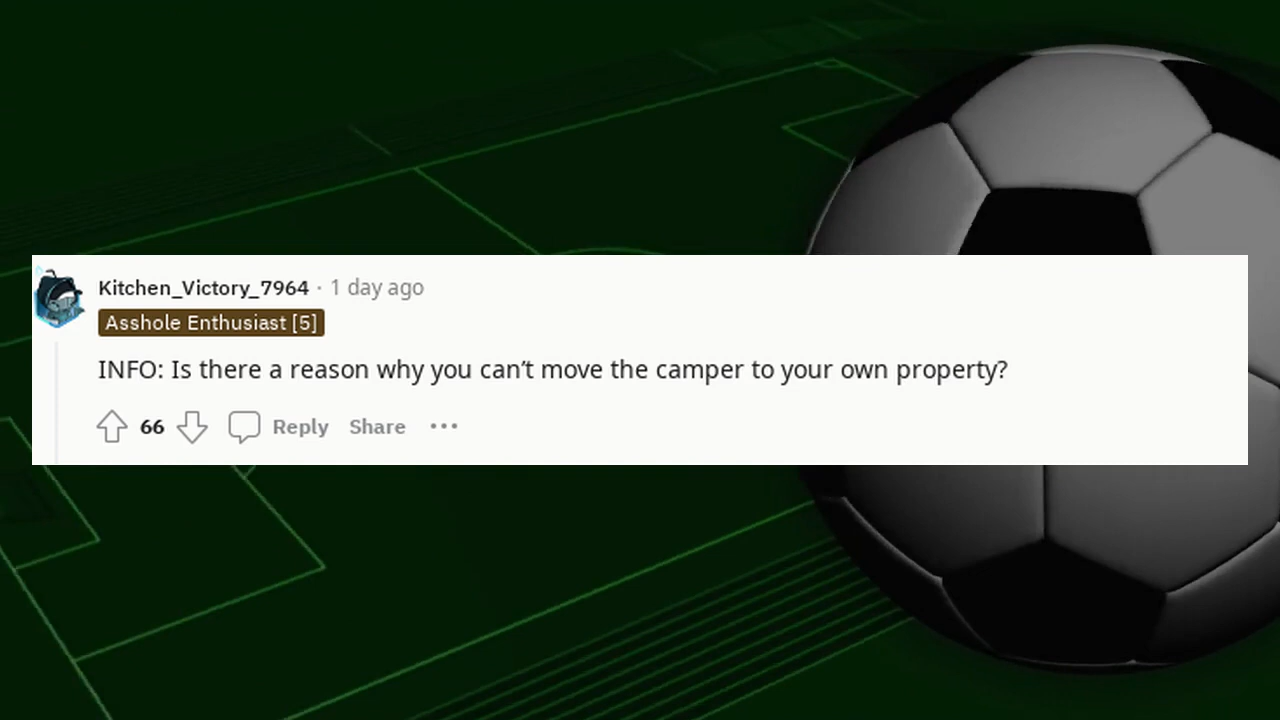 Kitchen_Victory_7964 · 1 day ago
Asshole Enthusiast [5]
INFO: Is there a reason why you can’t move the camper to your own property?
66 Reply Share ···